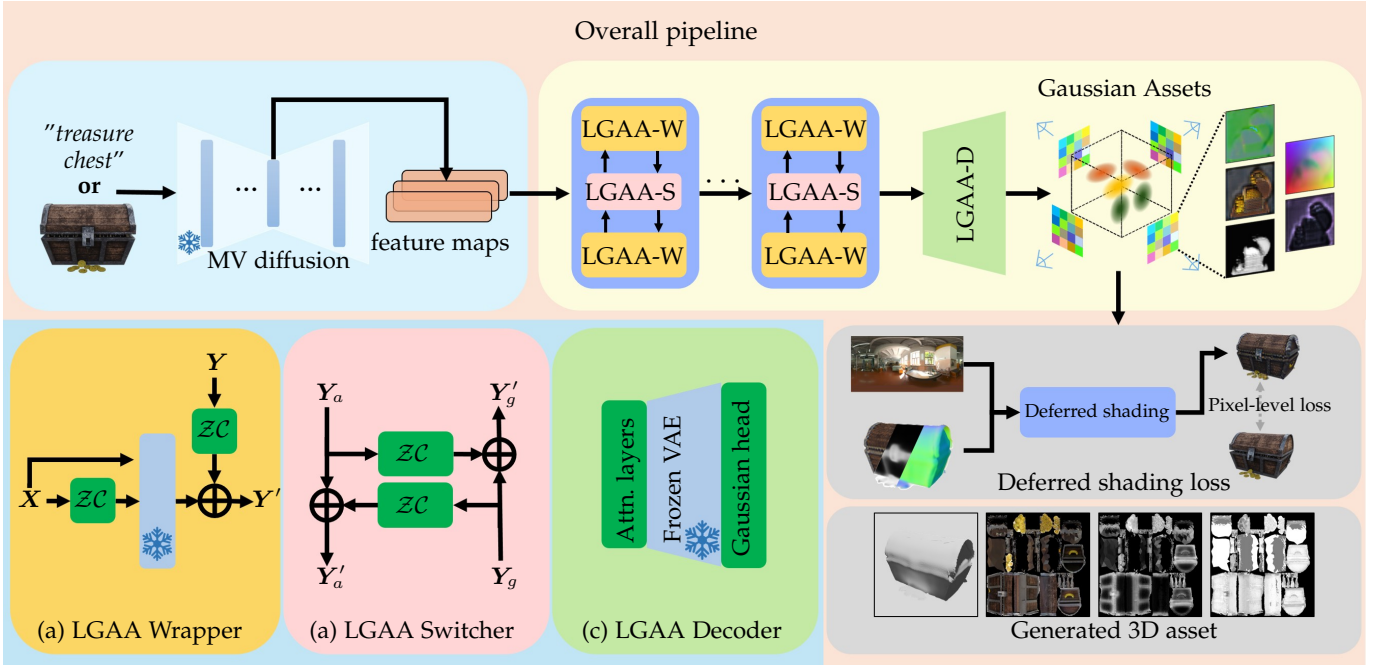 Overall pipeline
"treasure
chest"
or
... ...
MV diffusion
feature maps
LGAA-W
LGAA-S
LGAA-W
...
LGAA-W
LGAA-S
LGAA-W
LGAA-D
Gaussian Assets
Y
ZC
X
ZC
Y'
(a) LGAA Wrapper
Y_a
Y'_g
ZC
ZC
Y'_a
Y_g
(a) LGAA Switcher
Attn. layers
Frozen VAE
Gaussian head
(c) LGAA Decoder
Deferred shading
Pixel-level loss
Deferred shading loss
Generated 3D asset